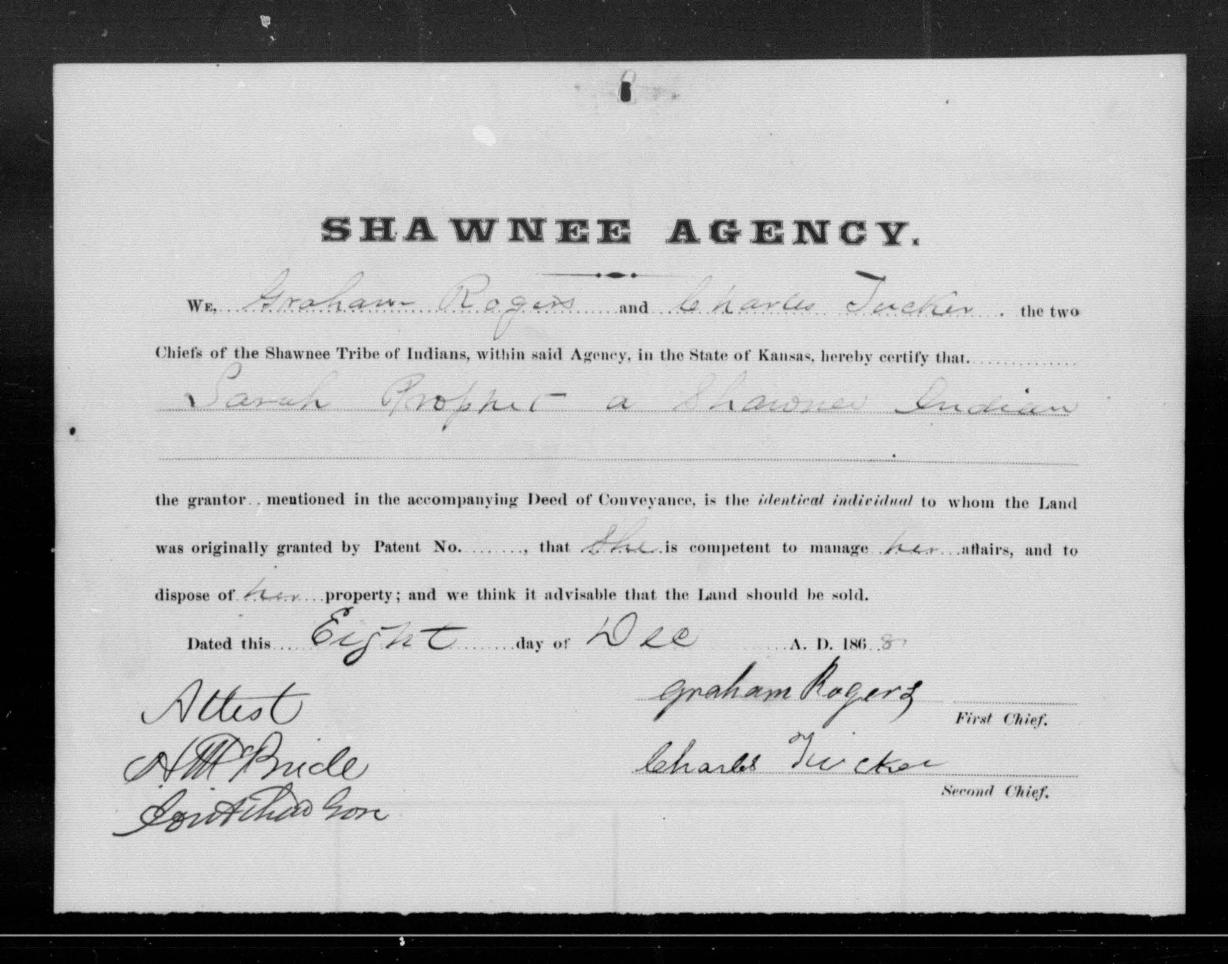 SHAWNEE AGENCY.
WE, Graham Rogers and Charles Tucker the two
Chiefs of the Shawnee Tribe of Indians, within said Agency, in the State of Kansas, hereby certify that
Sarah Prophet a Shawnee Indian
the grantor mentioned in the accompanying Deed of Conveyance, is the identical individual to whom the Land
was originally granted by Patent No. , that She is competent to manage her affairs, and to
dispose of her property; and we think it advisable that the Land should be sold.
Dated this Eight day of Dec A. D. 1868
Attest
Graham Rogers
First Chief.
H McBride
Charles Tucker
Second Chief.